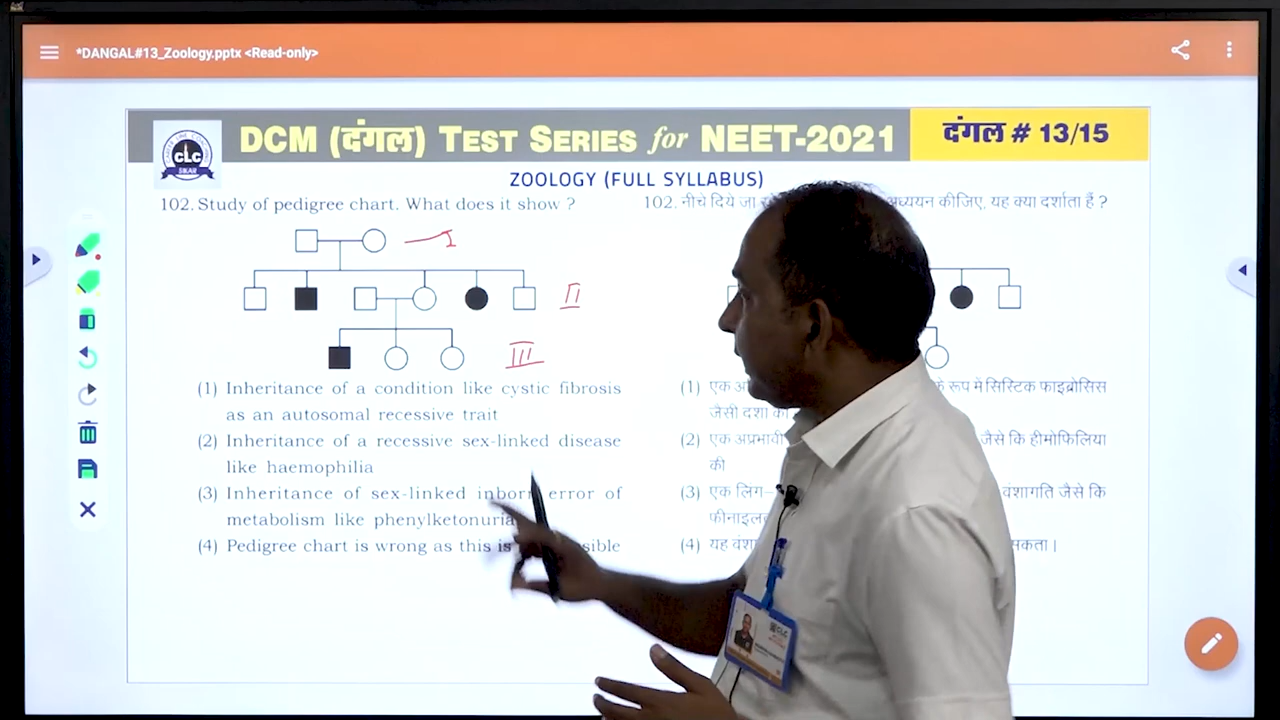 *DANGAL#13_Zoology.pptx <Read-only>
CLC
SIKAR
DCM (दंगल) TEST SERIES for NEET-2021
दंगल # 13/15
ZOOLOGY (FULL SYLLABUS)
102. Study of pedigree chart. What does it show ?
I
II
III
(1) Inheritance of a condition like cystic fibrosis
as an autosomal recessive trait
(2) Inheritance of a recessive sex-linked disease
like haemophilia
(3) Inheritance of sex-linked inborn error of
metabolism like phenylketonuria
(4) Pedigree chart is wrong as this is
102. नीचे दिये जा अध्ययन कीजिए, यह क्या दर्शाता हैं ?
(1) एक के रूप में सिस्टिक फाइब्रोसिस
जैसी दशा
(2) एक अप्रभावी जैसे कि हीमोफिलिया
की
(3) एक लिंग– वंशागति जैसे कि
(4) यह सकता |
CLC